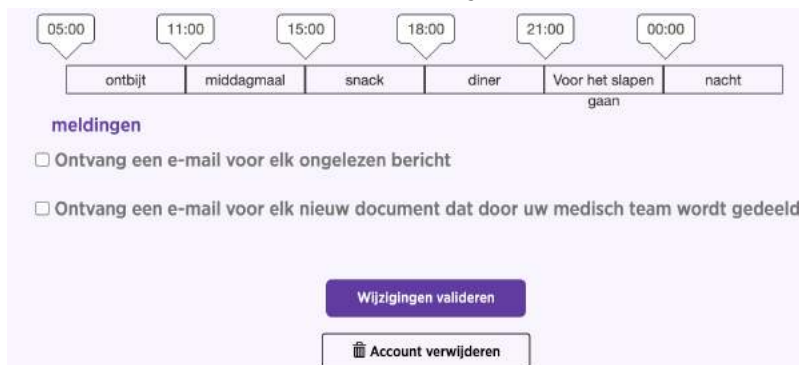 05:00 11:00 15:00 18:00 21:00 00:00
ontbijt middagmaal snack diner Voor het slapen gaan nacht
meldingen
Ontvang een e-mail voor elk ongelezen bericht
Ontvang een e-mail voor elk nieuw document dat door uw medisch team wordt gedeeld
Wijzigingen valideren
Account verwijderen